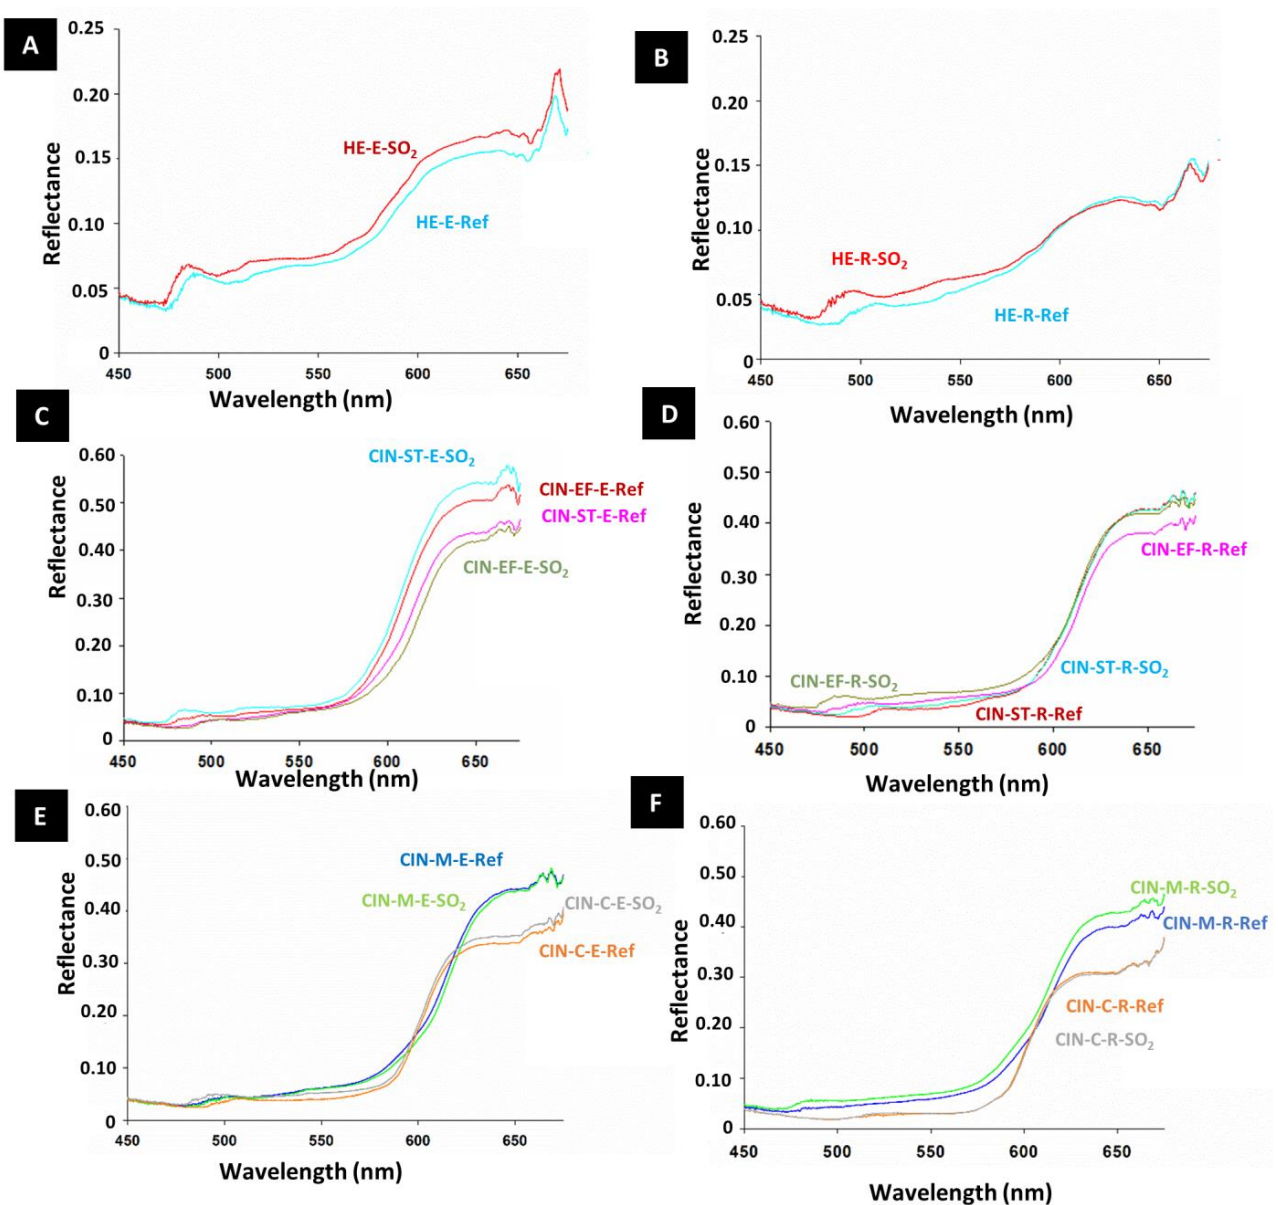 A
0.25
0.20
0.15
0.10
0.05
0
450 500 550 600 650
Reflectance
Wavelength (nm)
HE-E-SO₂
HE-E-Ref
B
0.25
0.20
0.15
0.10
0.05
0
450 500 550 600 650
Reflectance
Wavelength (nm)
HE-R-SO₂
HE-R-Ref
C
0.60
0.50
0.40
0.30
0.20
0.10
0
450 500 550 600 650
Reflectance
Wavelength (nm)
CIN-ST-E-SO₂
CIN-EF-E-Ref
CIN-ST-E-Ref
CIN-EF-E-SO₂
D
0.60
0.50
0.40
0.30
0.20
0.10
0
450 500 550 600 650
Reflectance
Wavelength (nm)
CIN-EF-R-Ref
CIN-ST-R-SO₂
CIN-EF-R-SO₂
CIN-ST-R-Ref
E
0.60
0.50
0.40
0.30
0.20
0.10
0
450 500 550 600 650
Reflectance
Wavelength (nm)
CIN-M-E-Ref
CIN-M-E-SO₂
CIN-C-E-SO₂
CIN-C-E-Ref
F
0.60
0.50
0.40
0.30
0.20
0.10
0
450 500 550 600 650
Reflectance
Wavelength (nm)
CIN-M-R-SO₂
CIN-M-R-Ref
CIN-C-R-Ref
CIN-C-R-SO₂